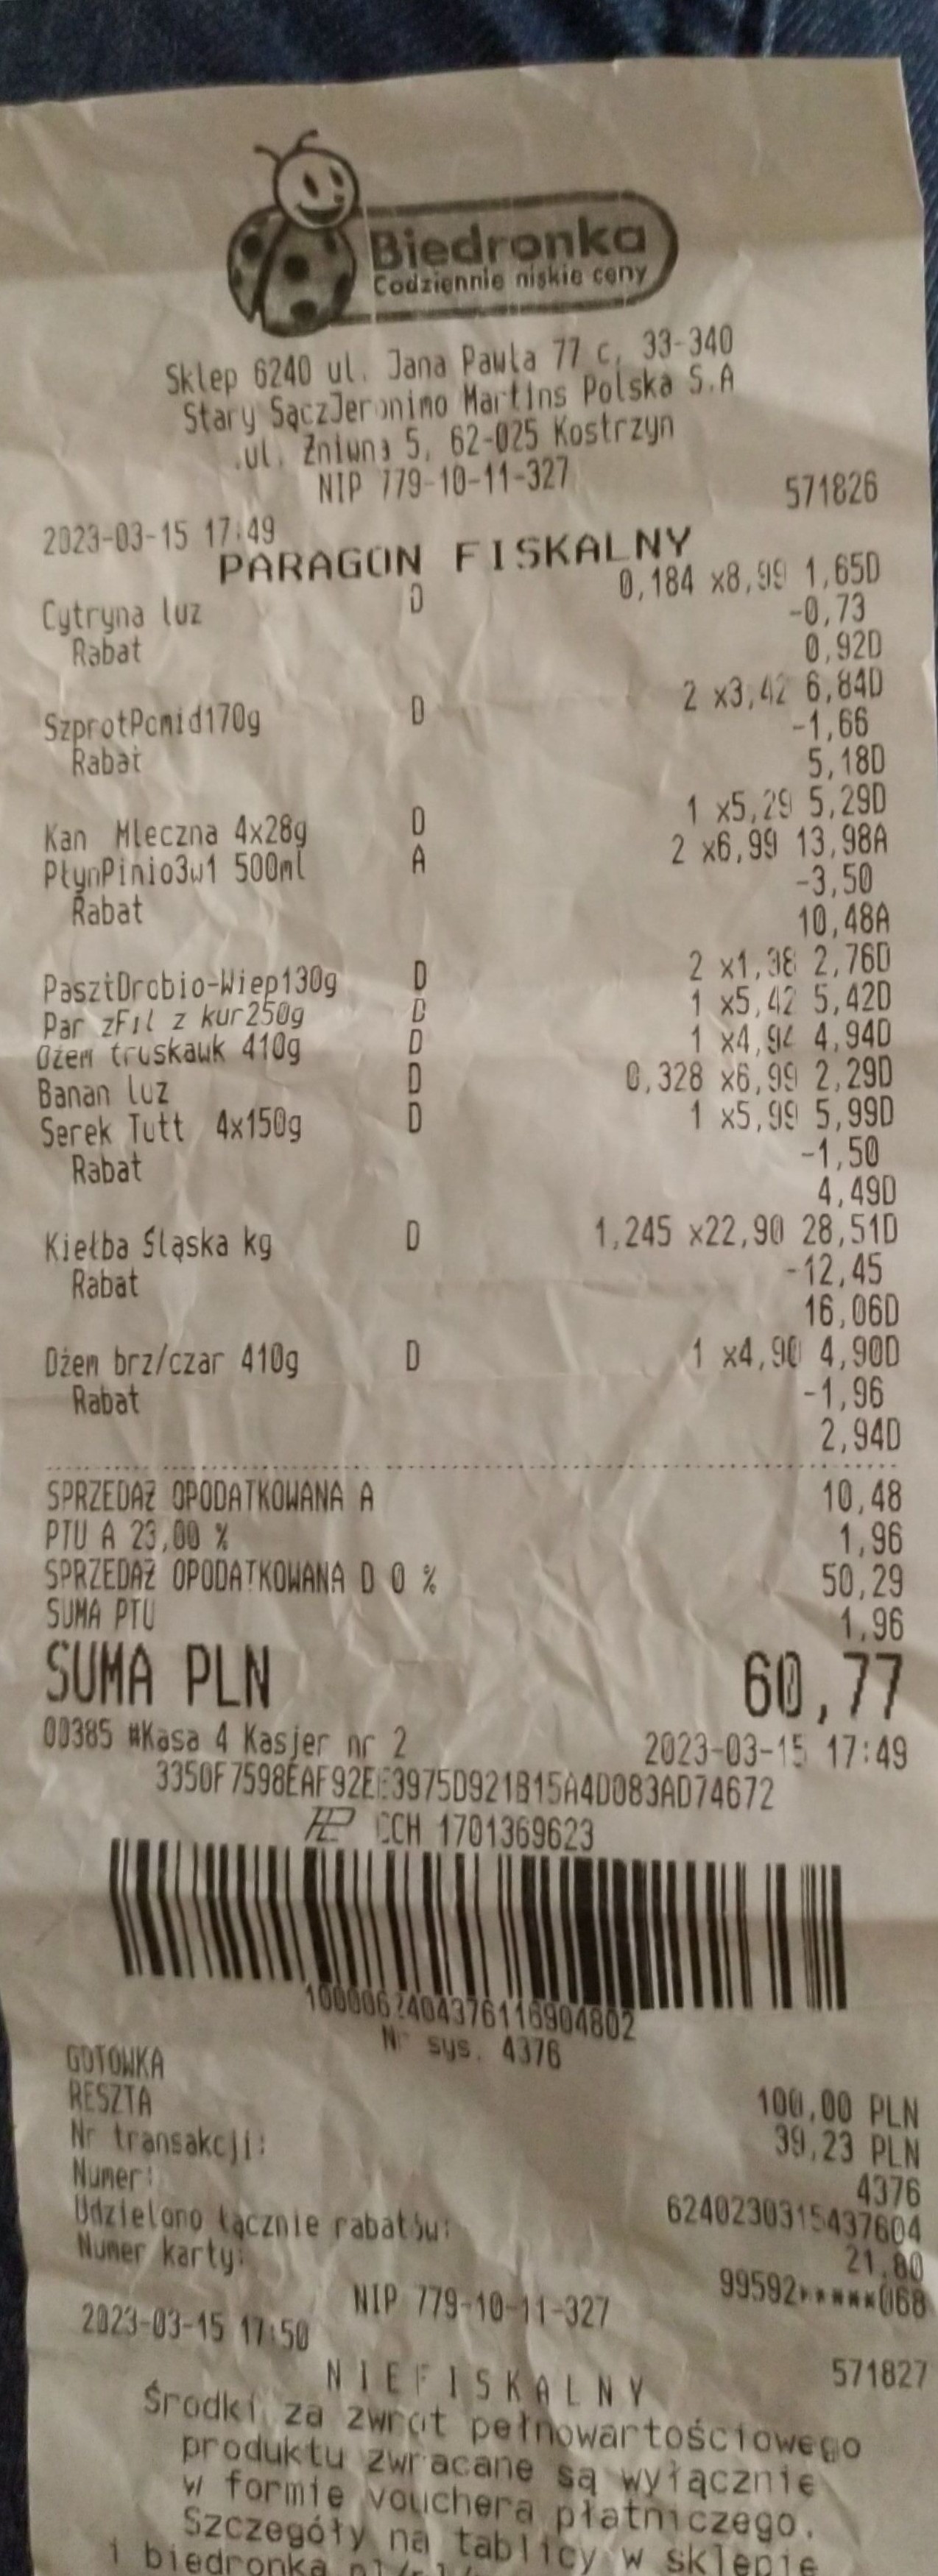 Biedronka
Codziennie niskie ceny
Sklep 6240 ul. Jana Pawla 77 c, 33-340
Stary SączJeronimo Martins Polska S.A
.ul. Żniwna 5, 62-025 Kostrzyn
NIP 779-10-11-327
2023-03-15 17:49 571826
PARAGON FISKALNY
Cytryna luz D 0,184 x8,99 1,65D
Rabat -0,73
0,92D
SzprotPomid170g D 2 x3,42 6,84D
Rabat -1,66
5,18D
Kan Mleczna 4x28g D 1 x5,29 5,29D
PłynPinio3w1 500ml A 2 x6,99 13,98A
Rabat -3,50
10,48A
PasztDrobio-Wiep130g D 2 x1,38 2,76D
Par zFil z kur250g D 1 x5,42 5,42D
Dżem truskawk 410g D 1 x4,94 4,94D
Banan luz D 0,328 x6,99 2,29D
Serek Tutt 4x150g D 1 x5,99 5,99D
Rabat -1,50
4,49D
Kiełba Śląska kg D 1,245 x22,90 28,51D
Rabat -12,45
16,06D
Dżem brz/czar 410g D 1 x4,90 4,90D
Rabat -1,96
2,94D
SPRZEDAŻ OPODATKOWANA A 10,48
PTU A 23,00 % 1,96
SPRZEDAŻ OPODATKOWANA D 0 % 50,29
SUMA PTU 1,96
SUMA PLN 60,77
00385 #Kasa 4 Kasjer nr 2 2023-03-15 17:49
3350F7598EAF92EE3975D921B15A4D083AD74672
CCH 1701369623
1000062404376116904802
Nr sys. 4376
GOTÓWKA 100,00 PLN
RESZTA 39,23 PLN
Nr transakcji: 4376
Numer: 6240230315437604
Udzielono łącznie rabatów: 21,80
Numer karty: 99592*****068
NIP 779-10-11-327
2023-03-15 17:50 571827
NIEFISKALNY
Środki za zwrot pełnowartościowego
produktu zwracane są wyłącznie
w formie vouchera płatniczego.
Szczegóły na tablicy w sklepie
i biedronka